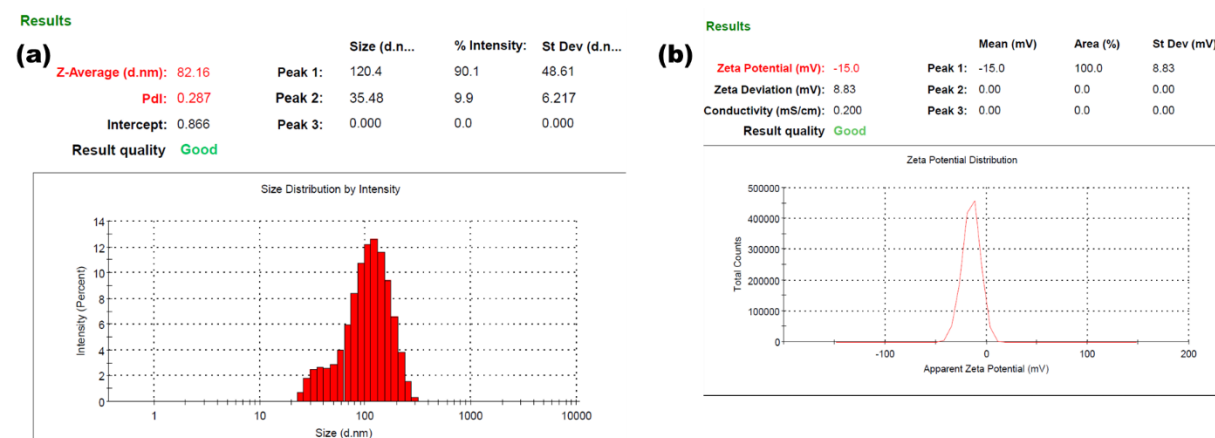 Results
(a)
Size (d.n... % Intensity: St Dev (d.n...
Z-Average (d.nm): 82.16 Peak 1: 120.4 90.1 48.61
PdI: 0.287 Peak 2: 35.48 9.9 6.217
Intercept: 0.866 Peak 3: 0.000 0.0 0.000
Result quality Good
Size Distribution by Intensity
Intensity (Percent)
14
12
10
8
6
4
2
0
1 10 100 1000 10000
Size (d.nm)
Results
(b)
Mean (mV) Area (%) St Dev (mV)
Zeta Potential (mV): -15.0 Peak 1: -15.0 100.0 8.83
Zeta Deviation (mV): 8.83 Peak 2: 0.00 0.0 0.00
Conductivity (mS/cm): 0.200 Peak 3: 0.00 0.0 0.00
Result quality Good
Zeta Potential Distribution
Total Counts
500000
400000
300000
200000
100000
0
-100 0 100 200
Apparent Zeta Potential (mV)